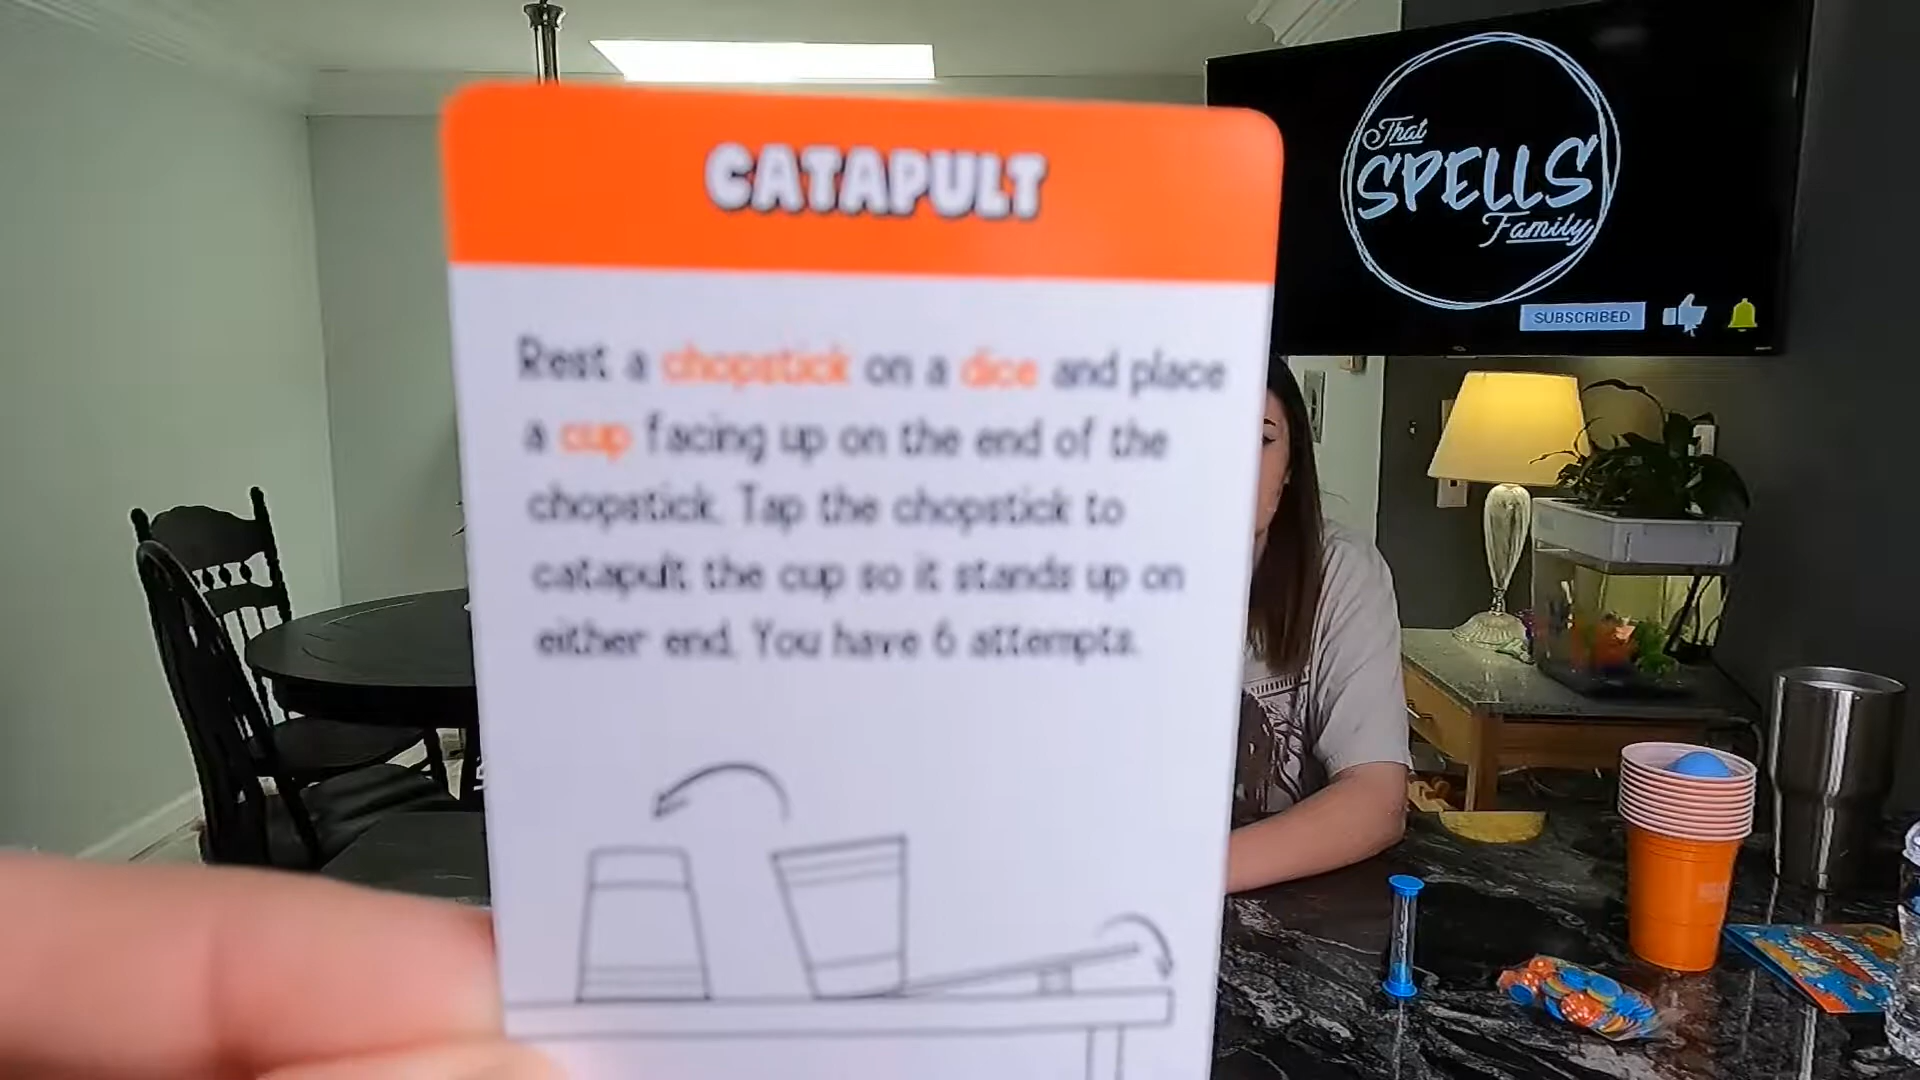 CATAPULT
Rest a chopstick on a dice and place
a cup facing up on the end of the
chopstick. Tap the chopstick to
catapult the cup so it stands up on
either end. You have 6 attempts.
That
SPELLS
Family
SUBSCRIBED